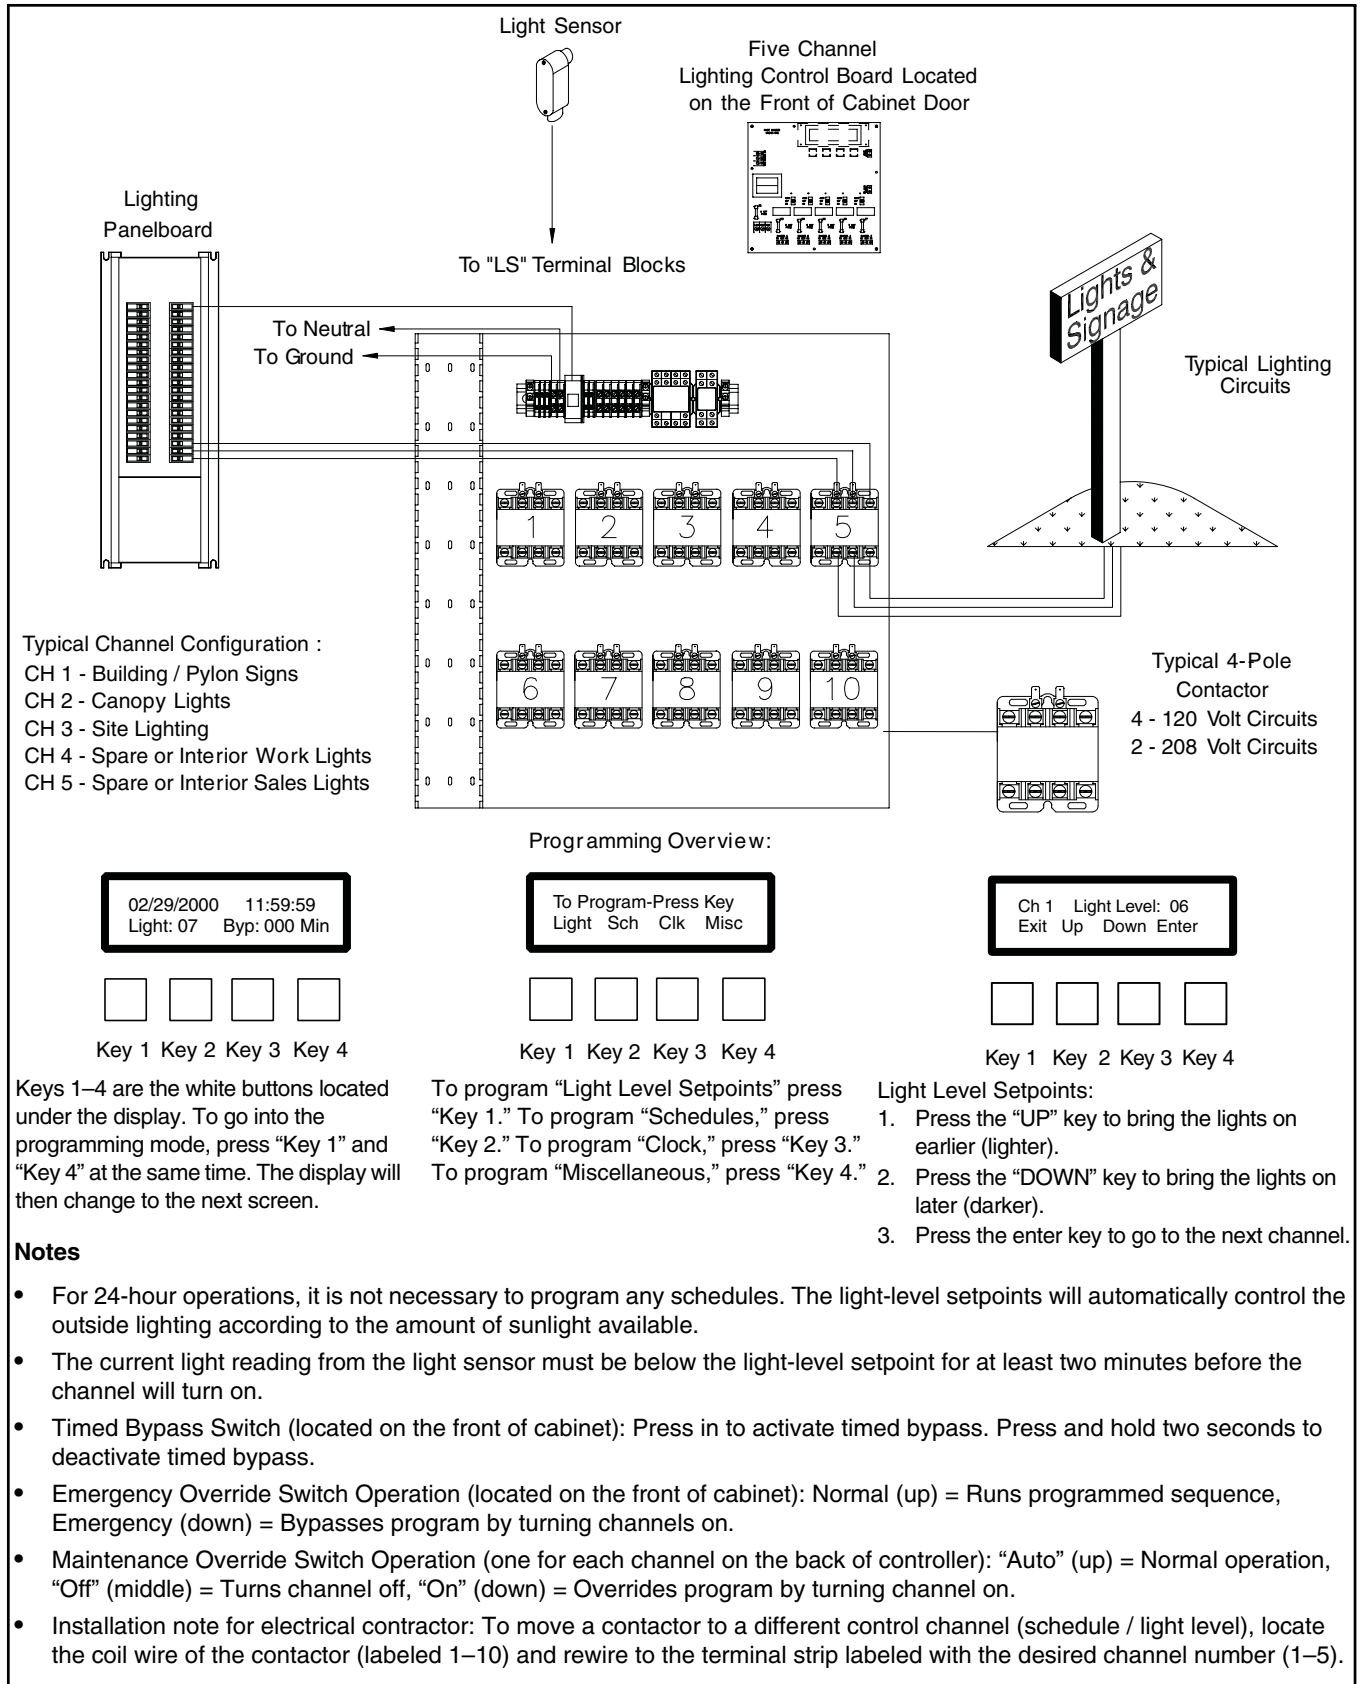 Light Sensor
Five Channel
Lighting Control Board Located
on the Front of Cabinet Door
Lighting
Panelboard
To "LS" Terminal Blocks
To Neutral
To Ground
Lights &
Signage
Typical Lighting
Circuits
1 2 3 4 5
6 7 8 9 10
Typical Channel Configuration :
CH 1 - Building / Pylon Signs
CH 2 - Canopy Lights
CH 3 - Site Lighting
CH 4 - Spare or Interior Work Lights
CH 5 - Spare or Interior Sales Lights
Typical 4-Pole
Contactor
4 - 120 Volt Circuits
2 - 208 Volt Circuits
Programming Overview:
02/29/2000 11:59:59
Light: 07 Byp: 000 Min
Key 1 Key 2 Key 3 Key 4
Keys 1–4 are the white buttons located
under the display. To go into the
programming mode, press “Key 1” and
“Key 4” at the same time. The display will
then change to the next screen.
To Program-Press Key
Light Sch Clk Misc
Key 1 Key 2 Key 3 Key 4
To program “Light Level Setpoints” press
“Key 1.” To program “Schedules,” press
“Key 2.” To program “Clock,” press “Key 3.”
To program “Miscellaneous,” press “Key 4.”
Ch 1 Light Level: 06
Exit Up Down Enter
Key 1 Key 2 Key 3 Key 4
Light Level Setpoints:
1. Press the “UP” key to bring the lights on
earlier (lighter).
2. Press the “DOWN” key to bring the lights on
later (darker).
3. Press the enter key to go to the next channel.
Notes
• For 24-hour operations, it is not necessary to program any schedules. The light-level setpoints will automatically control the
outside lighting according to the amount of sunlight available.
• The current light reading from the light sensor must be below the light-level setpoint for at least two minutes before the
channel will turn on.
• Timed Bypass Switch (located on the front of cabinet): Press in to activate timed bypass. Press and hold two seconds to
deactivate timed bypass.
• Emergency Override Switch Operation (located on the front of cabinet): Normal (up) = Runs programmed sequence,
Emergency (down) = Bypasses program by turning channels on.
• Maintenance Override Switch Operation (one for each channel on the back of controller): “Auto” (up) = Normal operation,
“Off” (middle) = Turns channel off, “On” (down) = Overrides program by turning channel on.
• Installation note for electrical contractor: To move a contactor to a different control channel (schedule / light level), locate
the coil wire of the contactor (labeled 1–10) and rewire to the terminal strip labeled with the desired channel number (1–5).